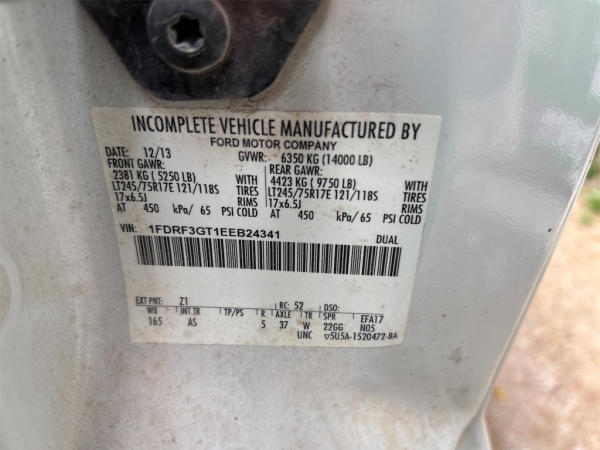 INCOMPLETE VEHICLE MANUFACTURED BY
FORD MOTOR COMPANY
DATE: 12/13 GVWR: 6350 KG (14000 LB)
FRONT GAWR: REAR GAWR:
2381 KG ( 5250 LB) WITH 4423 KG ( 9750 LB) WITH
LT245/75R17E 121/118S TIRES LT245/75R17E 121/118S TIRES
17x6.5J RIMS 17x6.5J RIMS
AT 450 kPa/ 65 PSI COLD AT 450 kPa/ 65 PSI COLD
VIN: 1FDRF3GT1EEB24341 DUAL
EXT PNT: Z1 RC: 52 DSO:
WB INT TR TP/PS R AXLE TR SPR EFA17
165 AS 5 37 W 22GG N05
UNC ▽5U5A-1520472-BA